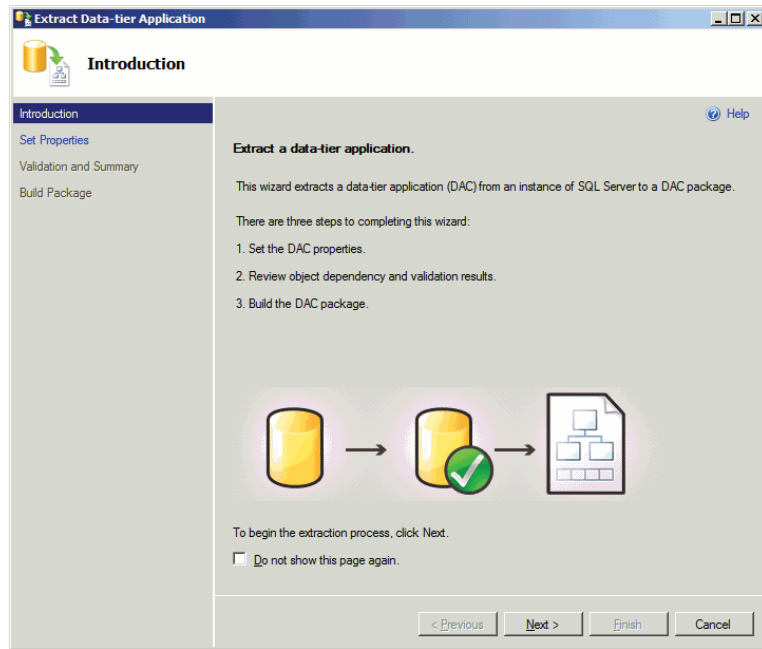 Extract Data-tier Application
Introduction
Introduction
Set Properties
Validation and Summary
Build Package
Help
Extract a data-tier application.
This wizard extracts a data-tier application (DAC) from an instance of SQL Server to a DAC package.
There are three steps to completing this wizard:
1. Set the DAC properties.
2. Review object dependency and validation results.
3. Build the DAC package.
To begin the extraction process, click Next.
Do not show this page again.
< Previous Next > Finish Cancel